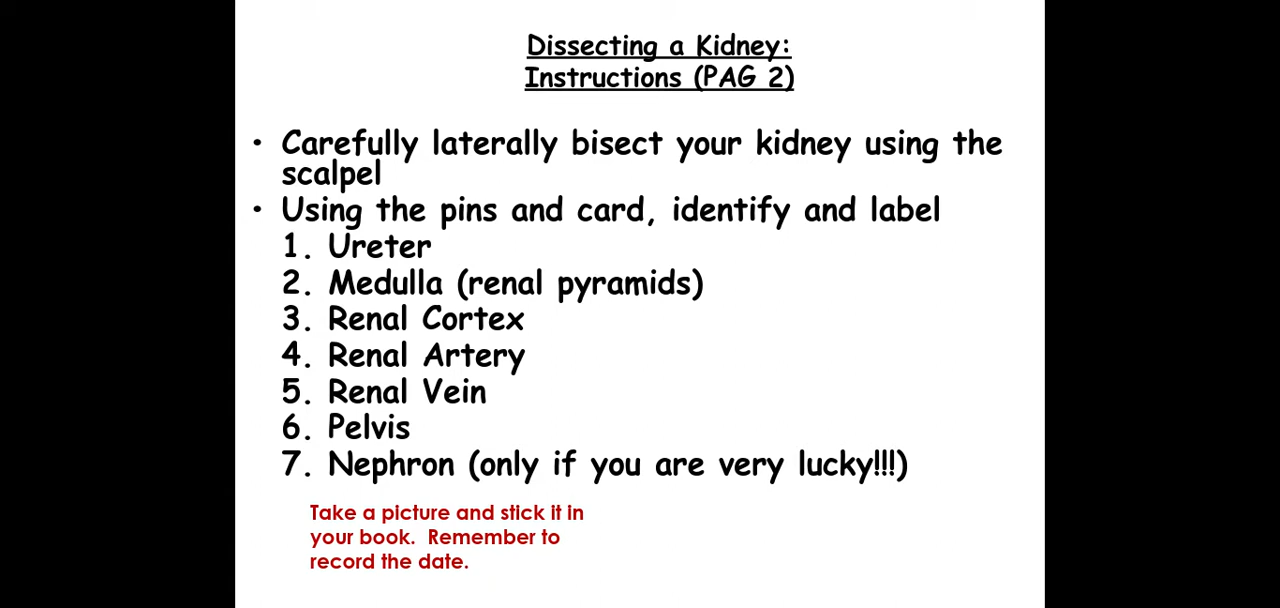 Dissecting a Kidney:
Instructions (PAG 2)
• Carefully laterally bisect your kidney using the
scalpel
• Using the pins and card, identify and label
1. Ureter
2. Medulla (renal pyramids)
3. Renal Cortex
4. Renal Artery
5. Renal Vein
6. Pelvis
7. Nephron (only if you are very lucky!!!)
Take a picture and stick it in
your book. Remember to
record the date.